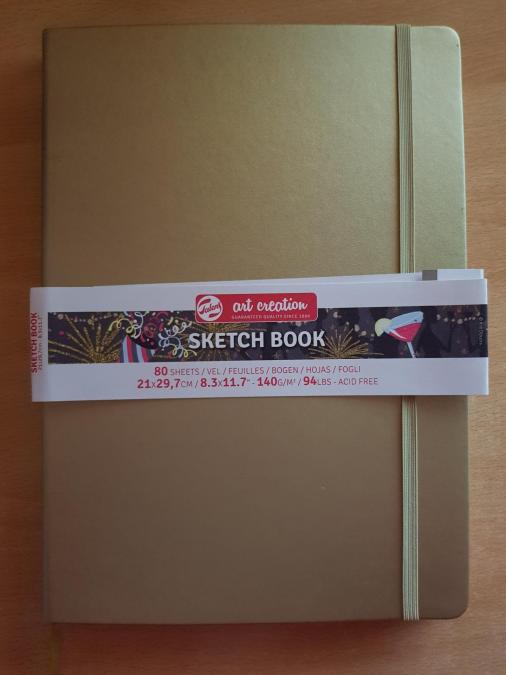 Talens
art creation
GUARANTEED QUALITY SINCE 1899
SKETCH BOOK
80 SHEETS / VEL / FEUILLES / BOGEN / HOJAS / FOGLI
21x29,7CM / 8.3x11.7" - 140G/M² / 94LBS - ACID FREE
SKETCH BOOK